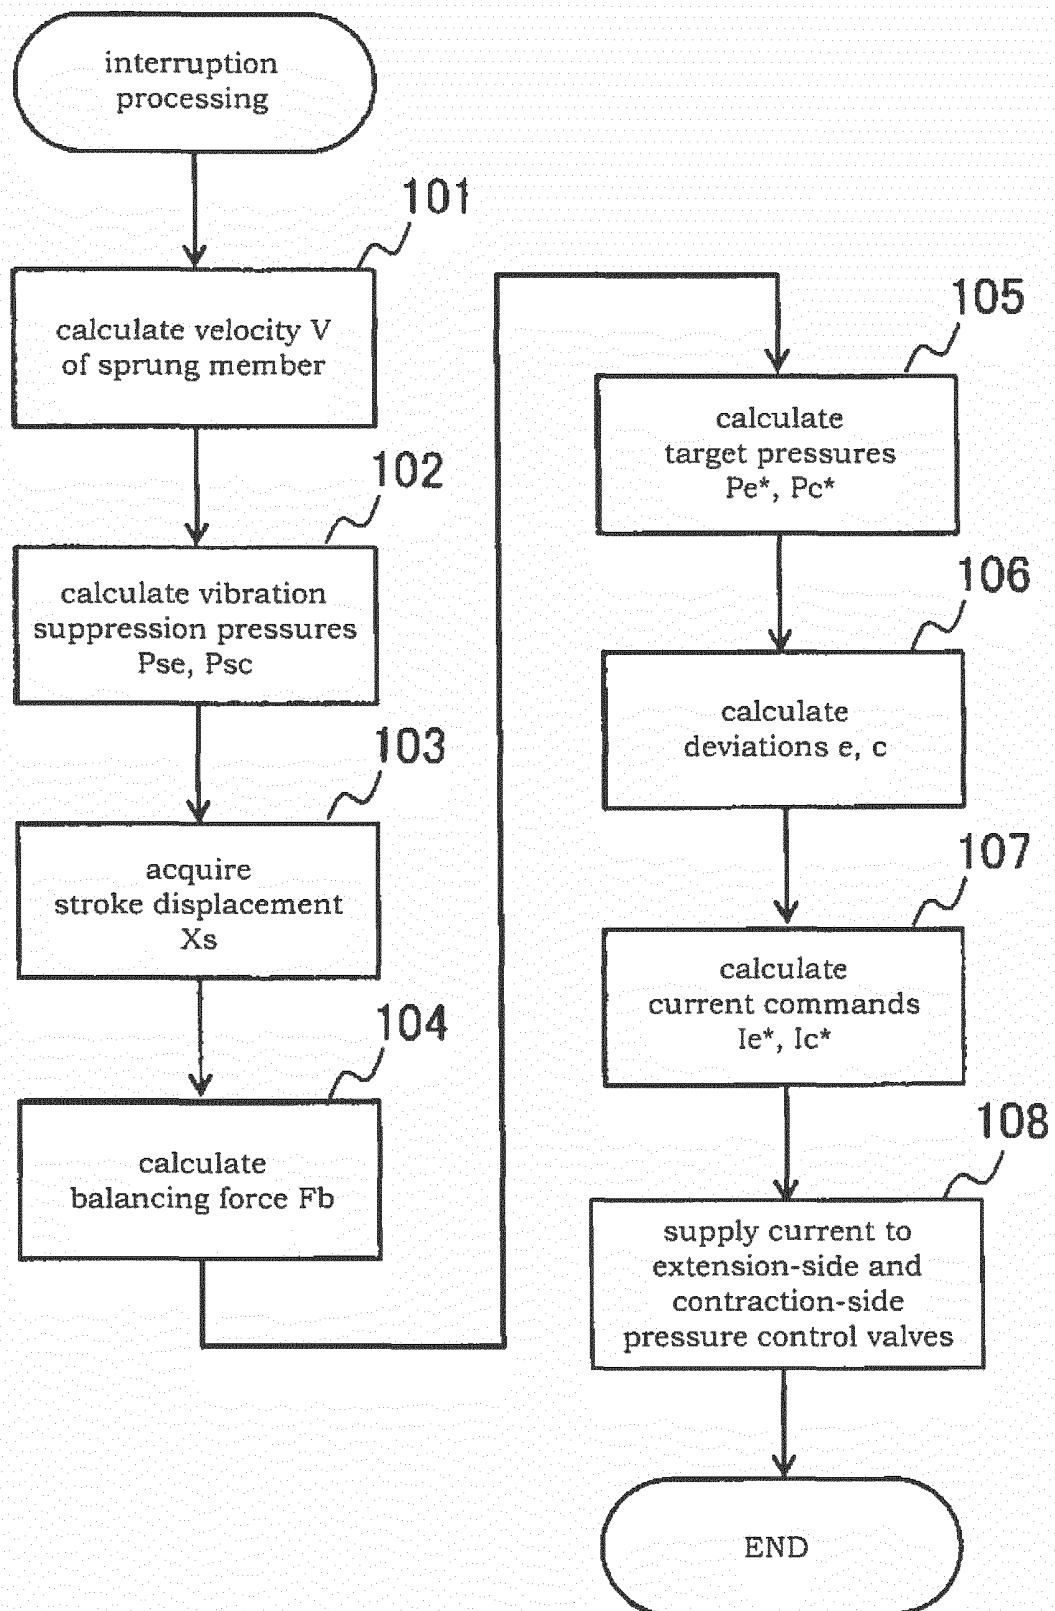 interruption
processing
101
calculate velocity V
of sprung member
102
calculate vibration
suppression pressures
Pse, Psc
103
acquire
stroke displacement
Xs
104
calculate
balancing force Fb
105
calculate
target pressures
Pe*, Pc*
106
calculate
deviations e, c
107
calculate
current commands
Ie*, Ic*
108
supply current to
extension-side and
contraction-side
pressure control valves
END